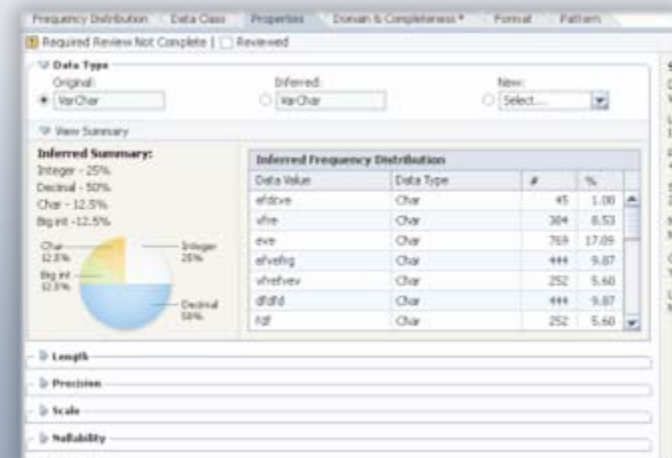 Frequency Distribution Data Class Properties Domain & Completeness * Format Pattern
Required Review Not Complete | Reviewed
Data Type
Original: Inferred: New:
VarChar VarChar Select...
View Summary
Inferred Summary:
Integer - 25%
Decimal - 50%
Char - 12.5%
Big int -12.5%
Char
12.5%
Big int
12.5%
Integer
25%
Decimal
50%
Inferred Frequency Distribution
Data Value Data Type # %
Char 45 1.00
vfre Char 304 8.53
eve Char 769 17.09
efvefrg Char 444 9.87
vfrefvev Char 252 5.60
dfdfd Char 444 9.87
fdf Char 252 5.60
Length
Precision
Scale
Nullability